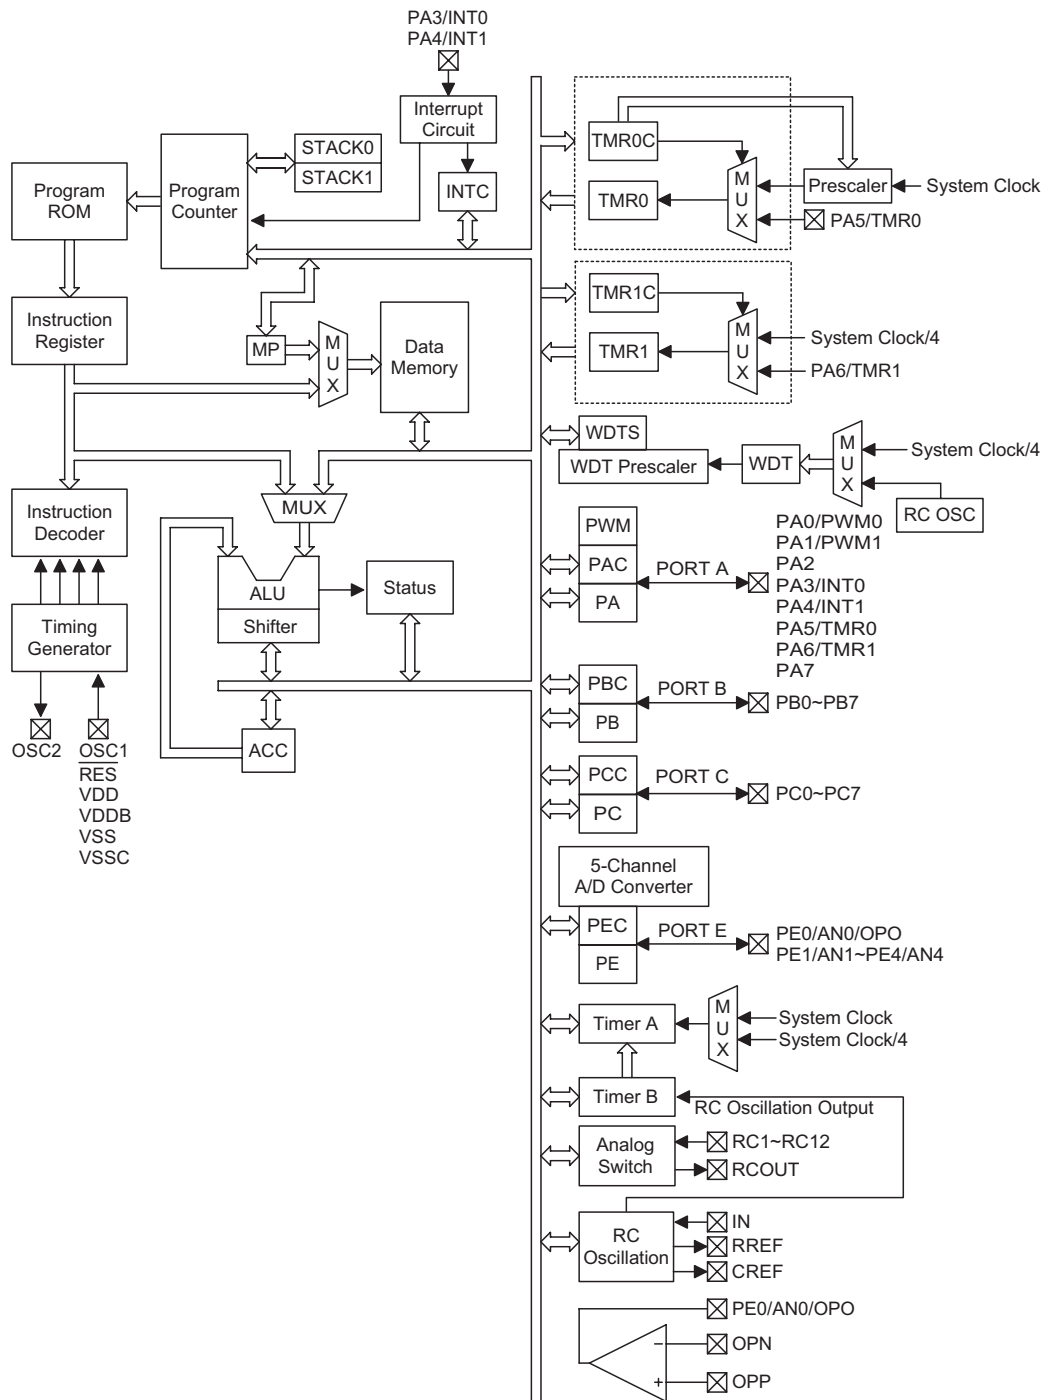 PA3/INT0
PA4/INT1
Interrupt
Circuit
STACK0
STACK1
INTC
Program
ROM
Program
Counter
Instruction
Register
MP
M
U
X
Data
Memory
Instruction
Decoder
MUX
ALU
Shifter
Status
Timing
Generator
OSC2
OSC1
RES
VDD
VDDB
VSS
VSSC
ACC
TMR0C
TMR0
M
U
X
Prescaler
System Clock
PA5/TMR0
TMR1C
TMR1
M
U
X
System Clock/4
PA6/TMR1
WDTS
WDT Prescaler
WDT
M
U
X
System Clock/4
RC OSC
PWM
PAC
PA
PORT A
PA0/PWM0
PA1/PWM1
PA2
PA3/INT0
PA4/INT1
PA5/TMR0
PA6/TMR1
PA7
PBC
PB
PORT B
PB0~PB7
PCC
PC
PORT C
PC0~PC7
5-Channel
A/D Converter
PEC
PE
PORT E
PE0/AN0/OPO
PE1/AN1~PE4/AN4
Timer A
M
U
X
System Clock
System Clock/4
Timer B
RC Oscillation Output
Analog
Switch
RC1~RC12
RCOUT
RC
Oscillation
IN
RREF
CREF
PE0/AN0/OPO
−
OPN
+
OPP